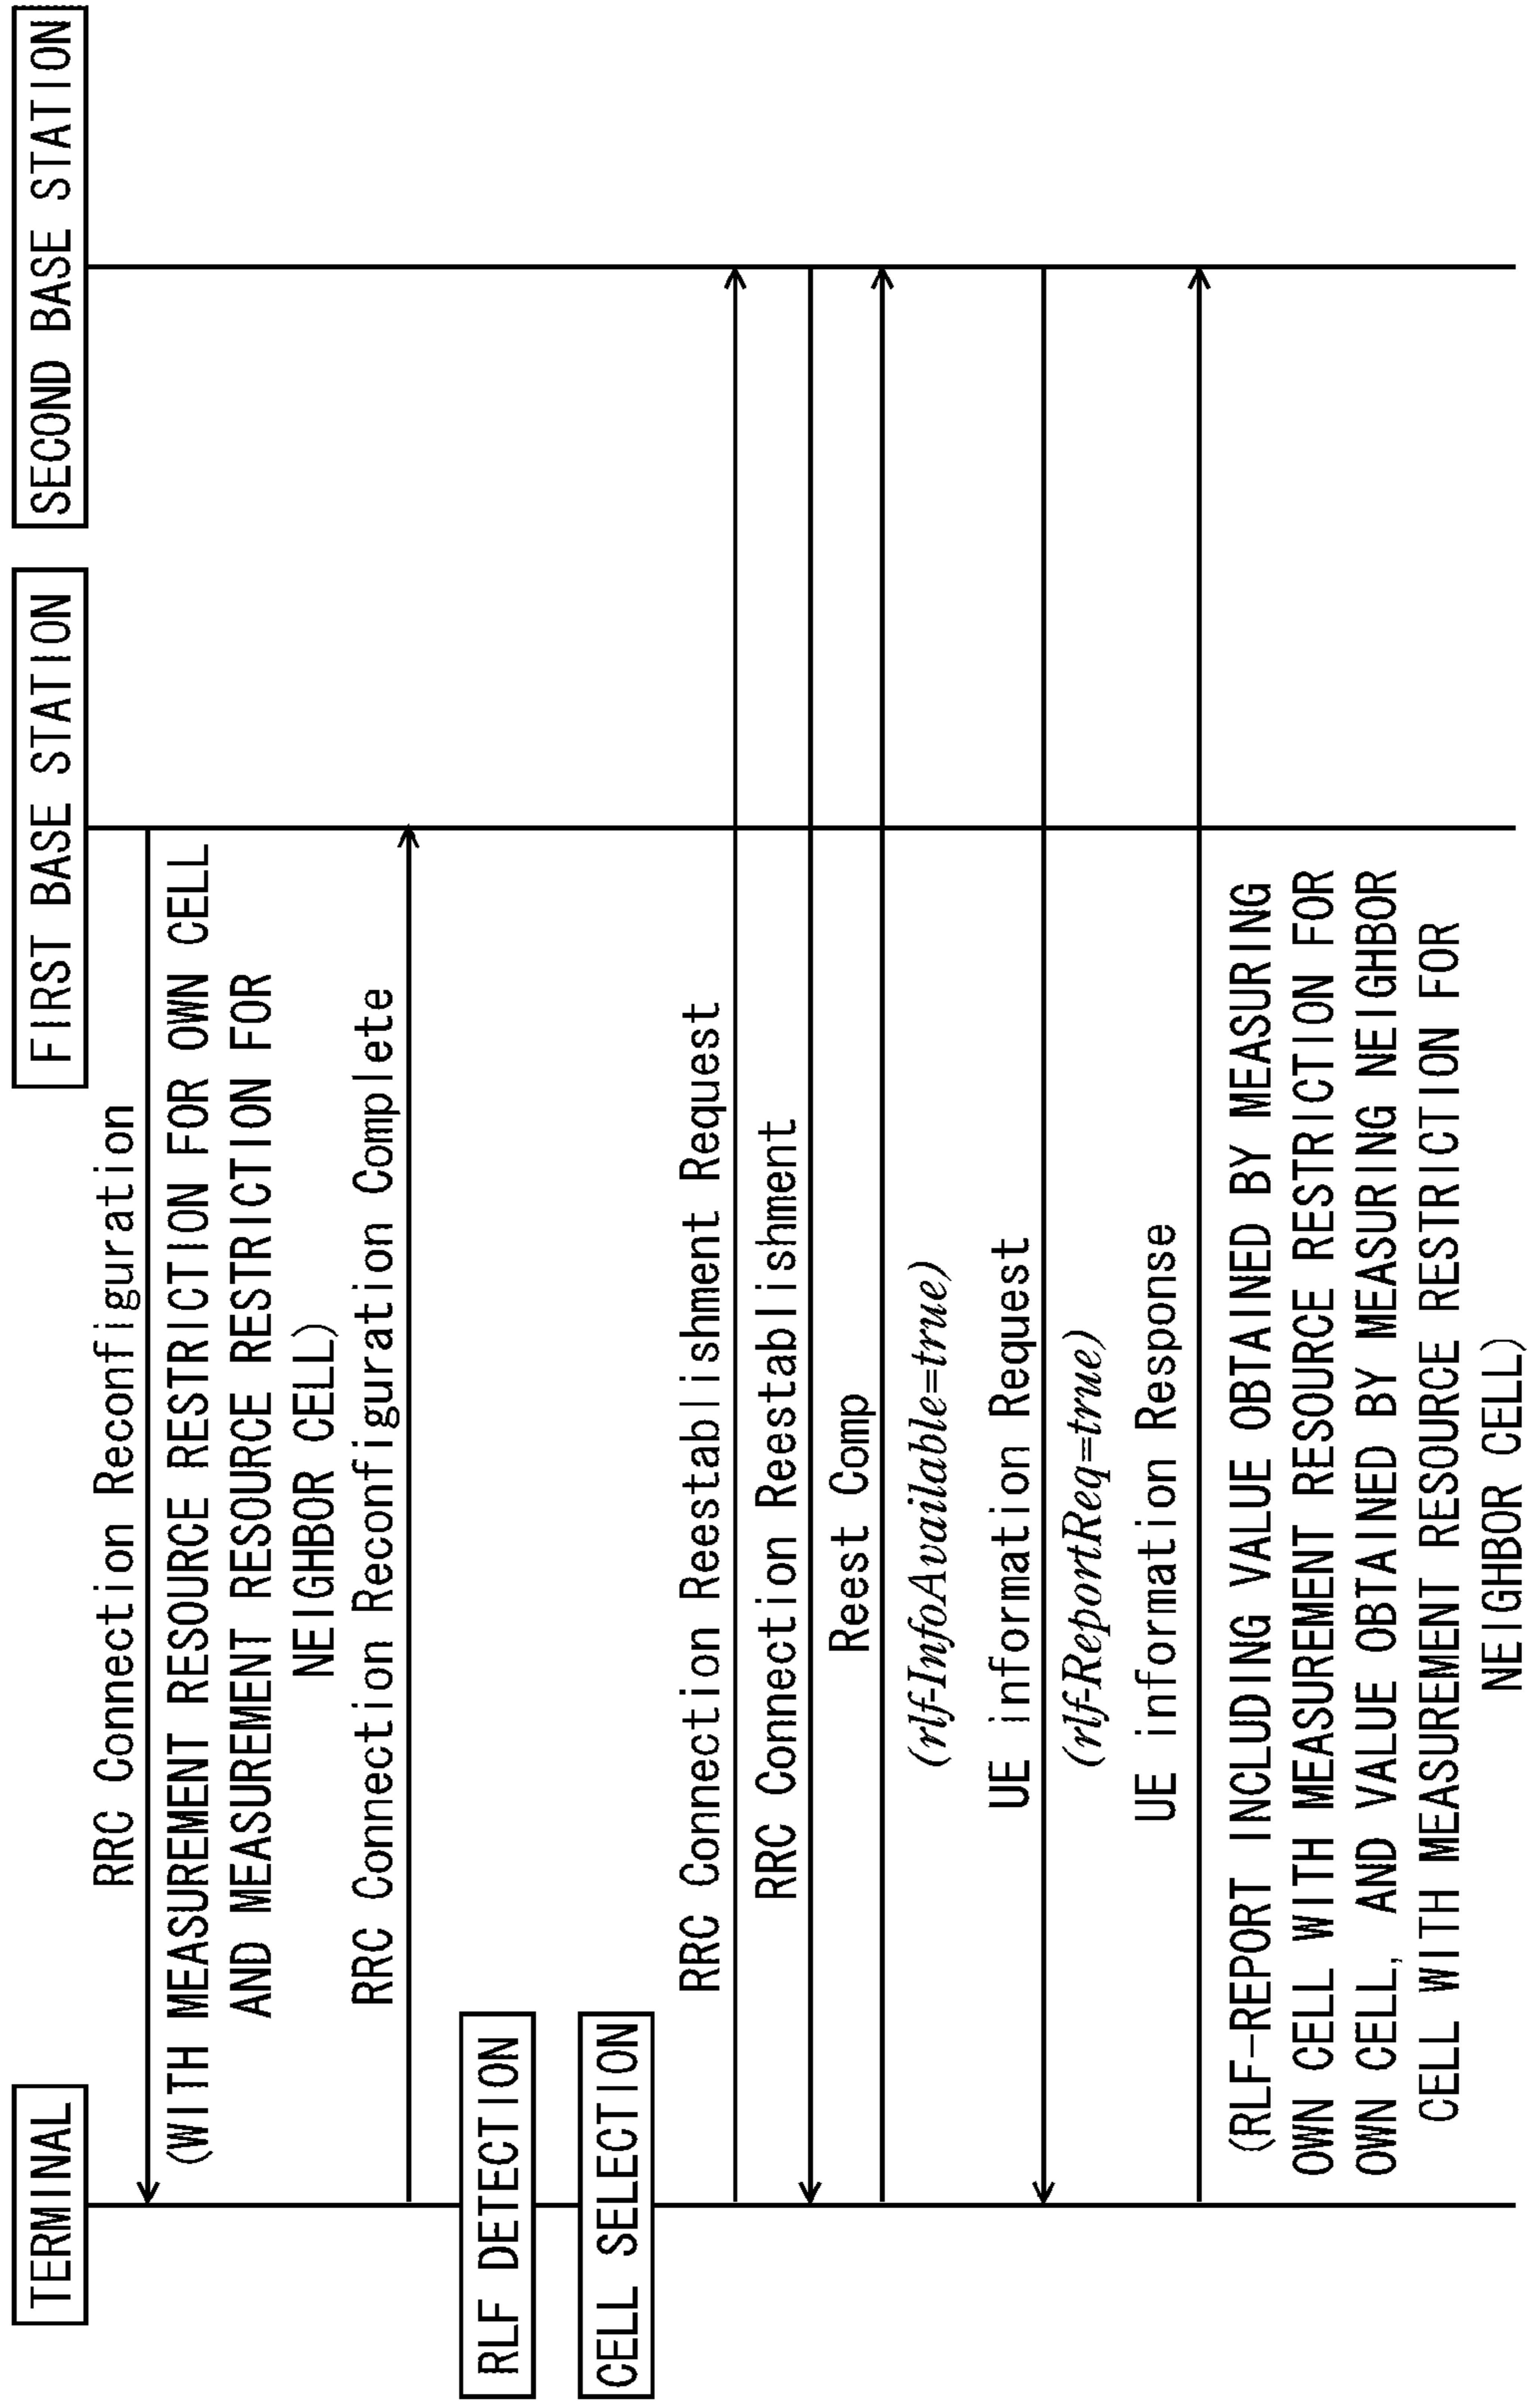 TERMINAL
FIRST BASE STATION
SECOND BASE STATION
RRC Connection Reconfiguration
(WITH MEASUREMENT RESOURCE RESTRICTION FOR OWN CELL
AND MEASUREMENT RESOURCE RESTRICTION FOR
NEIGHBOR CELL)
RRC Connection Reconfiguration Complete
RLF DETECTION
CELL SELECTION
RRC Connection Reestablishment Request
RRC Connection Reestablishment
Reest Comp
(rlf-InfoAvailable=true)
UE information Request
(rlf-ReportReq=true)
UE information Response
(RLF-REPORT INCLUDING VALUE OBTAINED BY MEASURING
OWN CELL WITH MEASUREMENT RESOURCE RESTRICTION FOR
OWN CELL, AND VALUE OBTAINED BY MEASURING NEIGHBOR
CELL WITH MEASUREMENT RESOURCE RESTRICTION FOR
NEIGHBOR CELL)